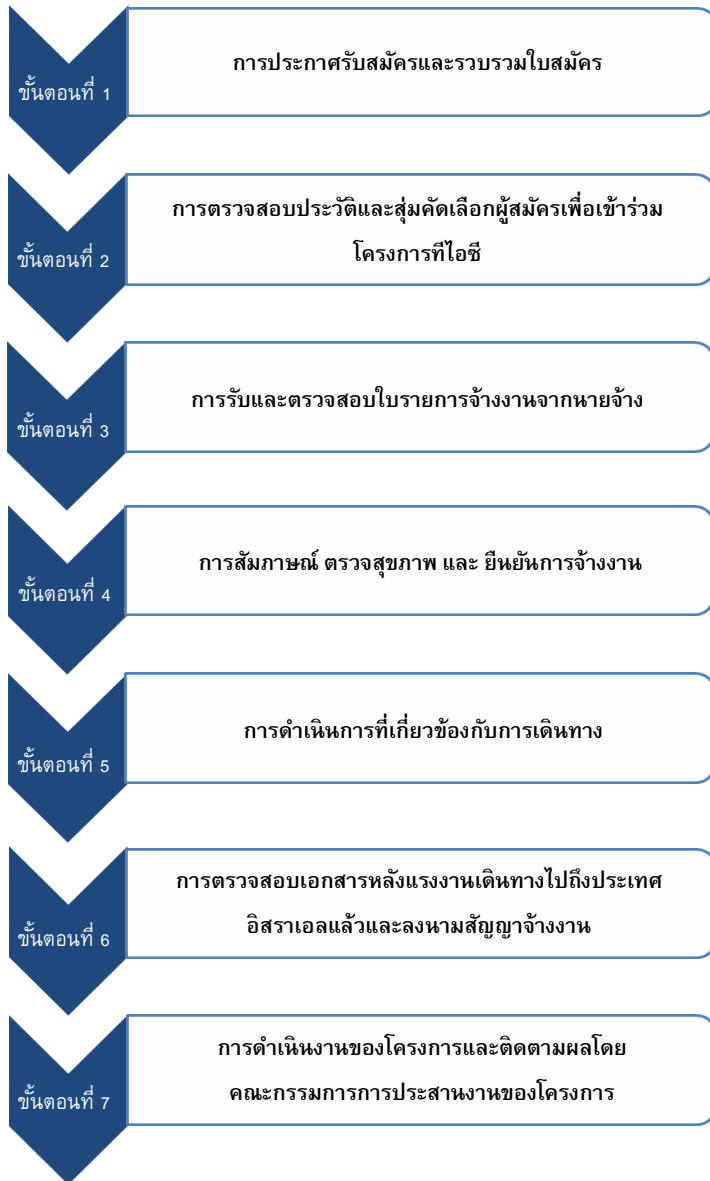 ขั้นตอนที่ 1
การประกาศรับสมัครและรวบรวมใบสมัคร
ขั้นตอนที่ 2
การตรวจสอบประวัติและสุ่มคัดเลือกผู้สมัครเพื่อเข้าร่วม
โครงการทีไอซี
ขั้นตอนที่ 3
การรับและตรวจสอบใบรายการจ้างงานจากนายจ้าง
ขั้นตอนที่ 4
การสัมภาษณ์ ตรวจสุขภาพ และ ยืนยันการจ้างงาน
ขั้นตอนที่ 5
การดำเนินการที่เกี่ยวข้องกับการเดินทาง
ขั้นตอนที่ 6
การตรวจสอบเอกสารหลังแรงงานเดินทางไปถึงประเทศ
อิสราเอลแล้วและลงนามสัญญาจ้างงาน
ขั้นตอนที่ 7
การดำเนินงานของโครงการและติดตามผลโดย
คณะกรรมการการประสานงานของโครงการ